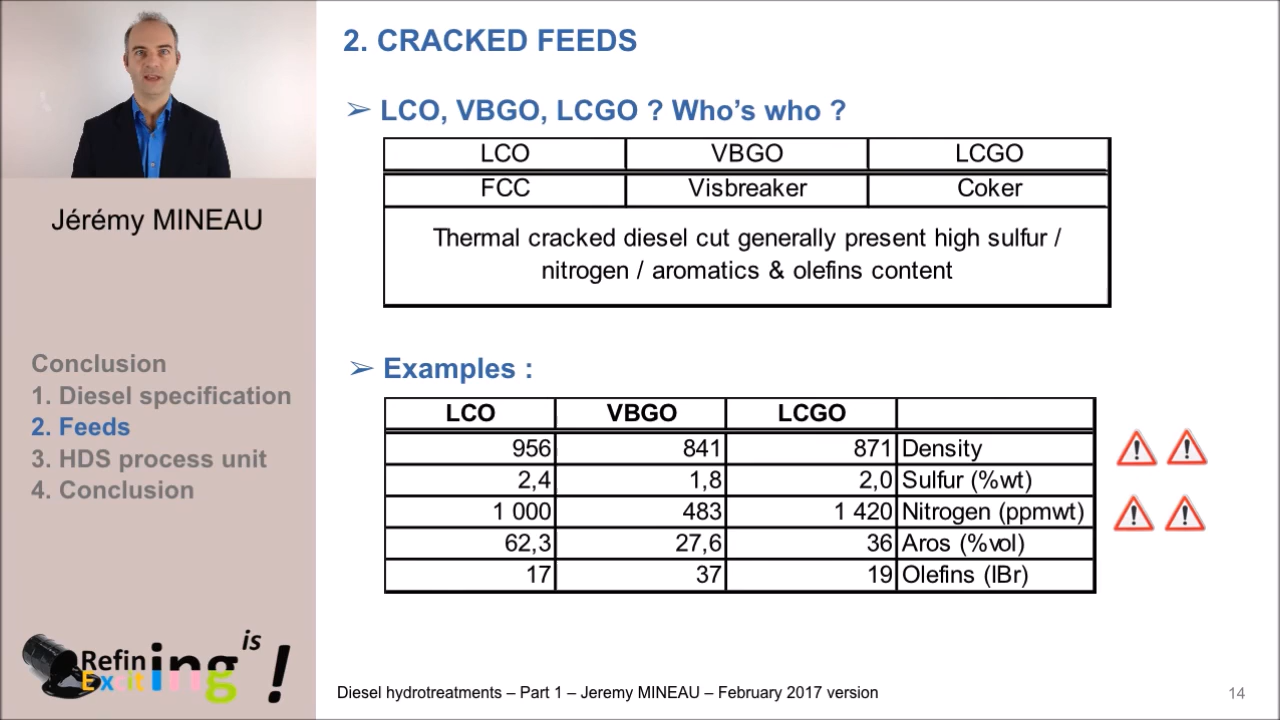 Jérémy MINEAU
Conclusion
1. Diesel specification
2. Feeds
3. HDS process unit
4. Conclusion
Refin ing is !
Exciting
2. CRACKED FEEDS
➢ LCO, VBGO, LCGO ? Who's who ?
LCO VBGO LCGO
FCC Visbreaker Coker
Thermal cracked diesel cut generally present high sulfur /
nitrogen / aromatics & olefins content
➢ Examples :
LCO VBGO LCGO
956 841 871 Density
2,4 1,8 2,0 Sulfur (%wt)
1 000 483 1 420 Nitrogen (ppmwt)
62,3 27,6 36 Aros (%vol)
17 37 19 Olefins (IBr)
Diesel hydrotreatments – Part 1 – Jeremy MINEAU – February 2017 version
14